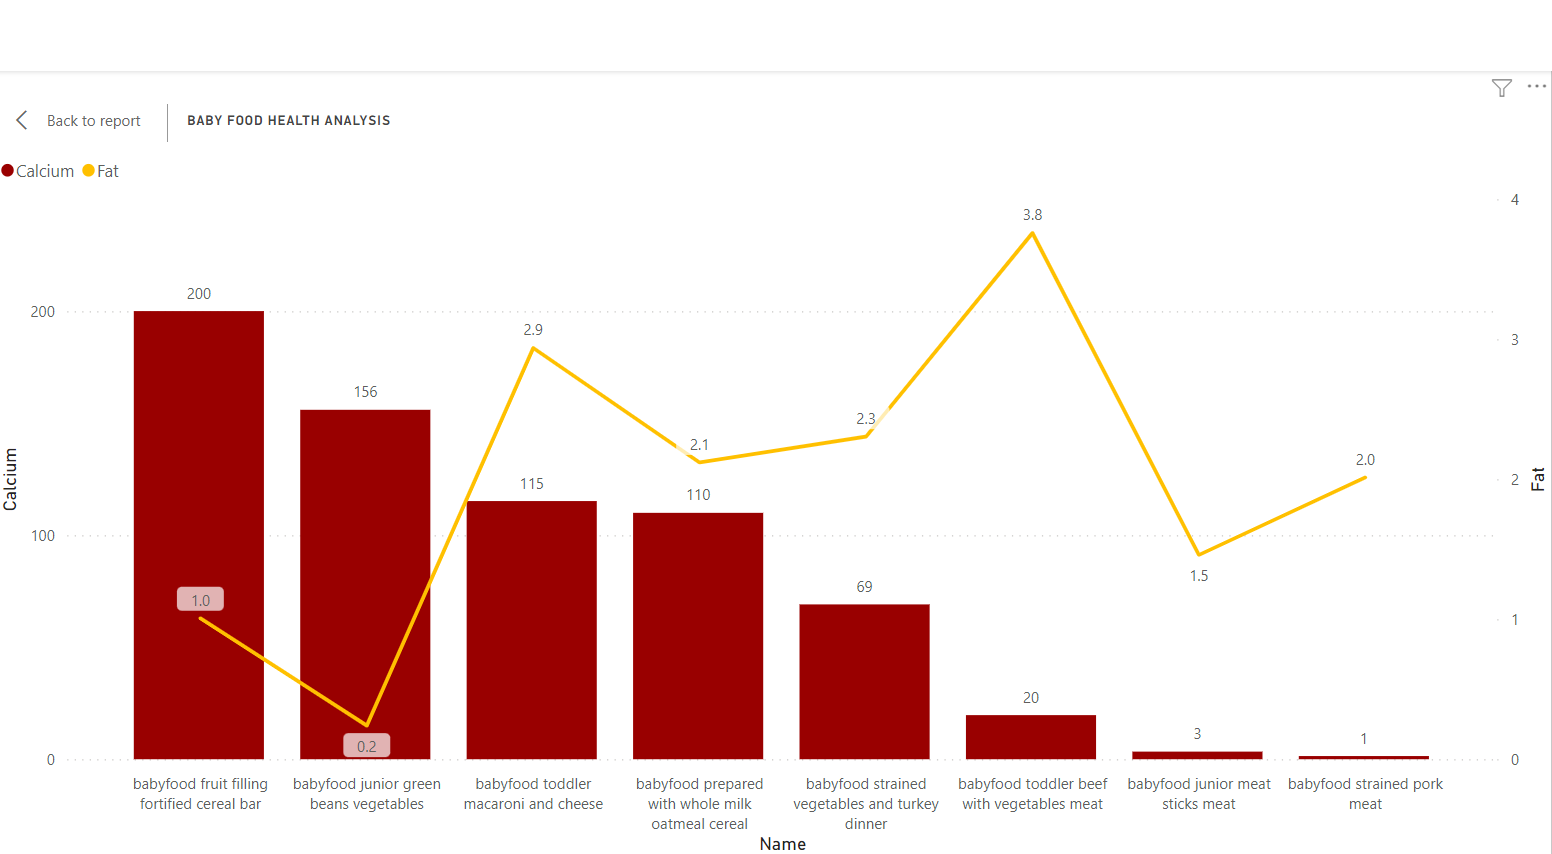 Back to report
BABY FOOD HEALTH ANALYSIS
Calcium Fat
4
3.8
200
200
2.9
3
156
2.3
2.1
2.0
115
110
2
Calcium
Fat
100
1.5
69
1.0
1
20
0.2
3
1
0
0
babyfood fruit filling
fortified cereal bar
babyfood junior green
beans vegetables
babyfood toddler
macaroni and cheese
babyfood prepared
with whole milk
oatmeal cereal
babyfood strained
vegetables and turkey
dinner
babyfood toddler beef
with vegetables meat
babyfood junior meat
sticks meat
babyfood strained pork
meat
Name